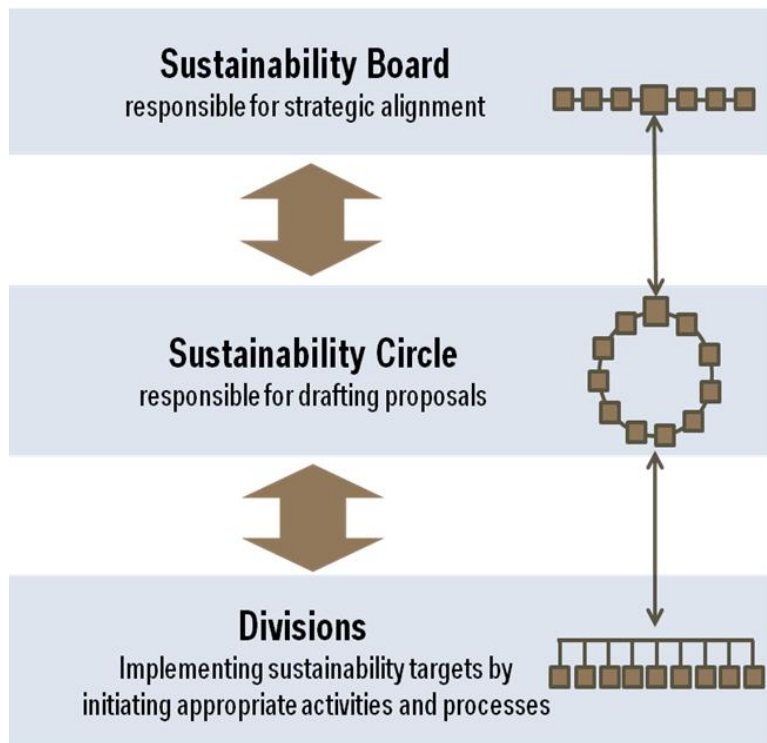 Sustainability Board
responsible for strategic alignment
Sustainability Circle
responsible for drafting proposals
Divisions
Implementing sustainability targets by
initiating appropriate activities and processes